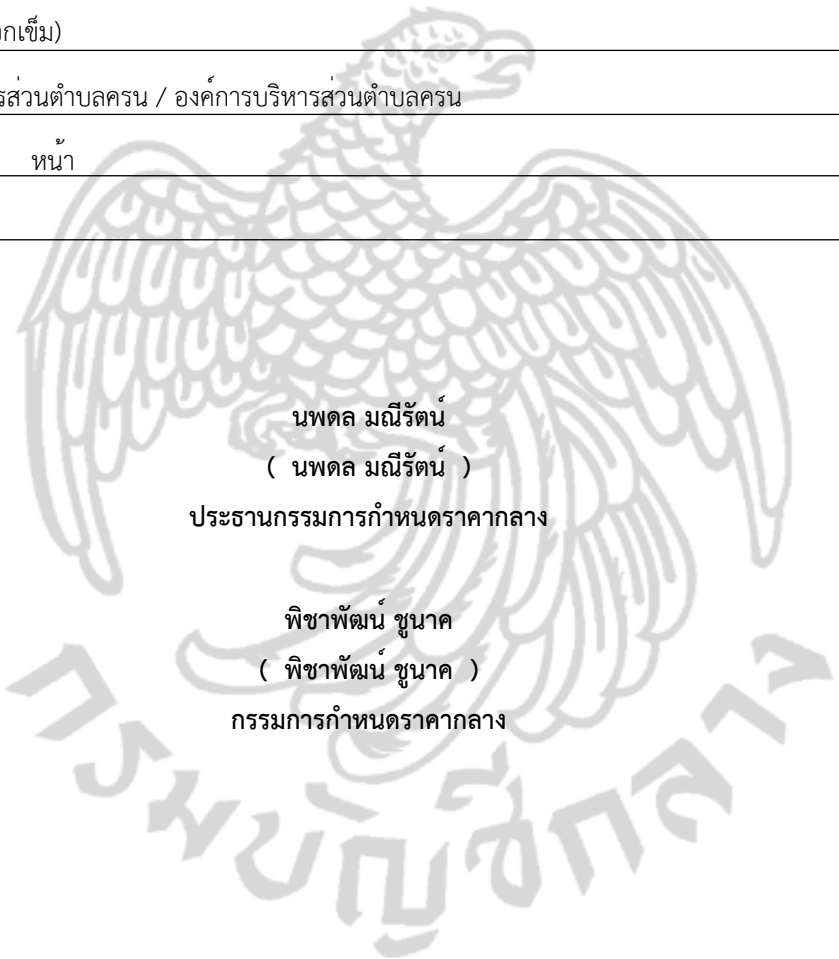 กเข็ม)
รส่วนตำบลครน / องค์การบริหารส่วนตำบลครน
หน้า
นพดล มณีรัตน์
( นพดล มณีรัตน์ )
ประธานกรรมการกำหนดราคากลาง
พิชาพัฒน์ ชูนาค
( พิชาพัฒน์ ชูนาค )
กรรมการกำหนดราคากลาง
กรมบัญชีกลาง